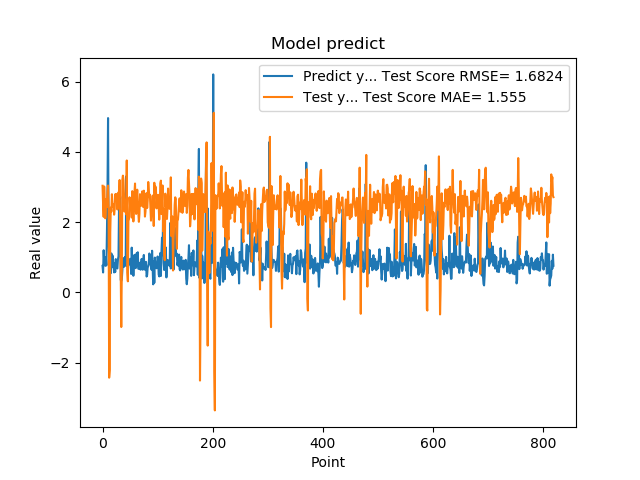 Model predict
Predict y... Test Score RMSE= 1.6824
Test y... Test Score MAE= 1.555
6
4
2
0
−2
Real value
0 200 400 600 800
Point